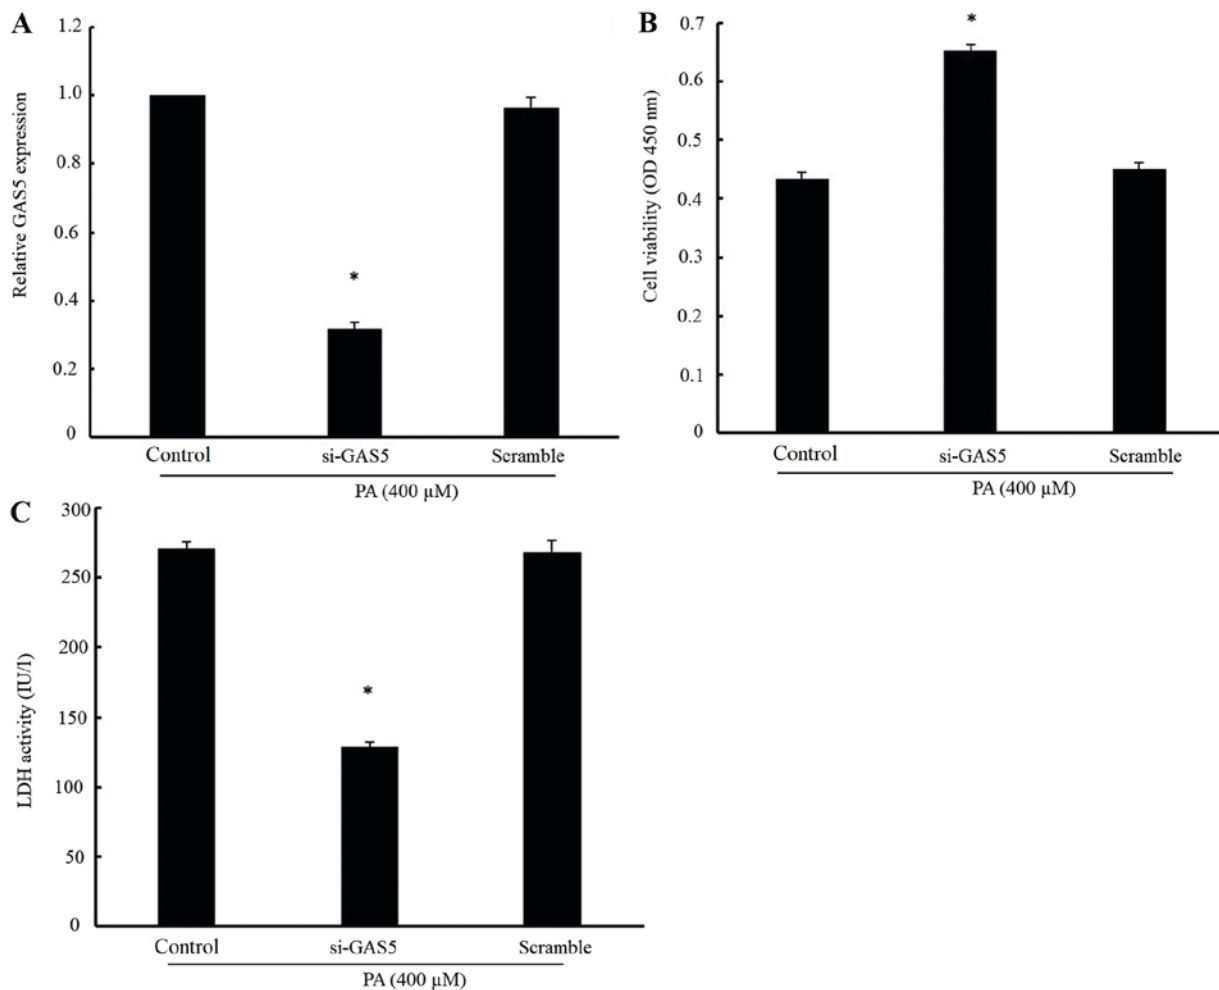 A
Relative GAS5 expression
1.2
1.0
0.8
0.6
0.4
0.2
0
*
Control si-GAS5 Scramble
PA (400 µM)
B
Cell viability (OD 450 nm)
0.7
0.6
0.5
0.4
0.3
0.2
0.1
0
*
Control si-GAS5 Scramble
PA (400 µM)
C
LDH activity (IU/l)
300
250
200
150
100
50
0
*
Control si-GAS5 Scramble
PA (400 µM)